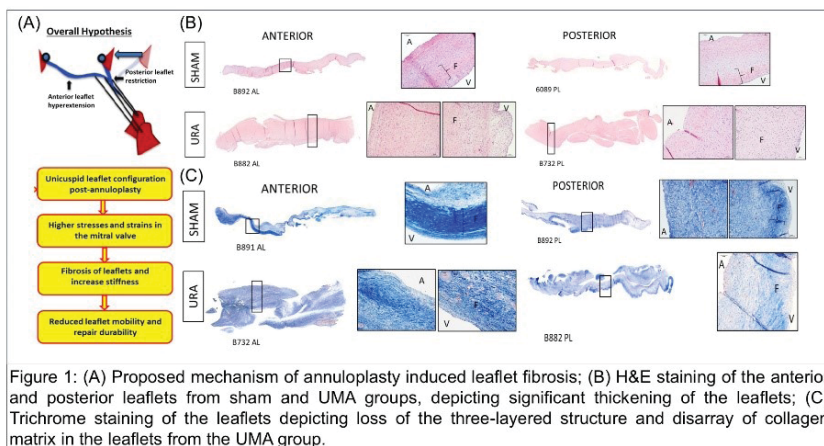 (A)
Overall Hypothesis
Posterior leaflet
restriction
Anterior leaflet
hyperextension
Unicuspid leaflet configuration
post-annuloplasty
Higher stresses and strains in
the mitral valve
Fibrosis of leaflets and
increase stiffness
Reduced leaflet mobility and
repair durability
(B)
ANTERIOR
POSTERIOR
SHAM
B892 AL
A
F
V
6089 PL
A
F
V
URA
B882 AL
A
F
V
B732 PL
A
F
V
(C)
ANTERIOR
POSTERIOR
SHAM
B891 AL
A
V
B892 PL
A
V
URA
B732 AL
A
F
V
B882 PL
A
F
V
Figure 1: (A) Proposed mechanism of annuloplasty induced leaflet fibrosis; (B) H&E staining of the anterio
and posterior leaflets from sham and UMA groups, depicting significant thickening of the leaflets; (C
Trichrome staining of the leaflets depicting loss of the three-layered structure and disarray of collage
matrix in the leaflets from the UMA group.